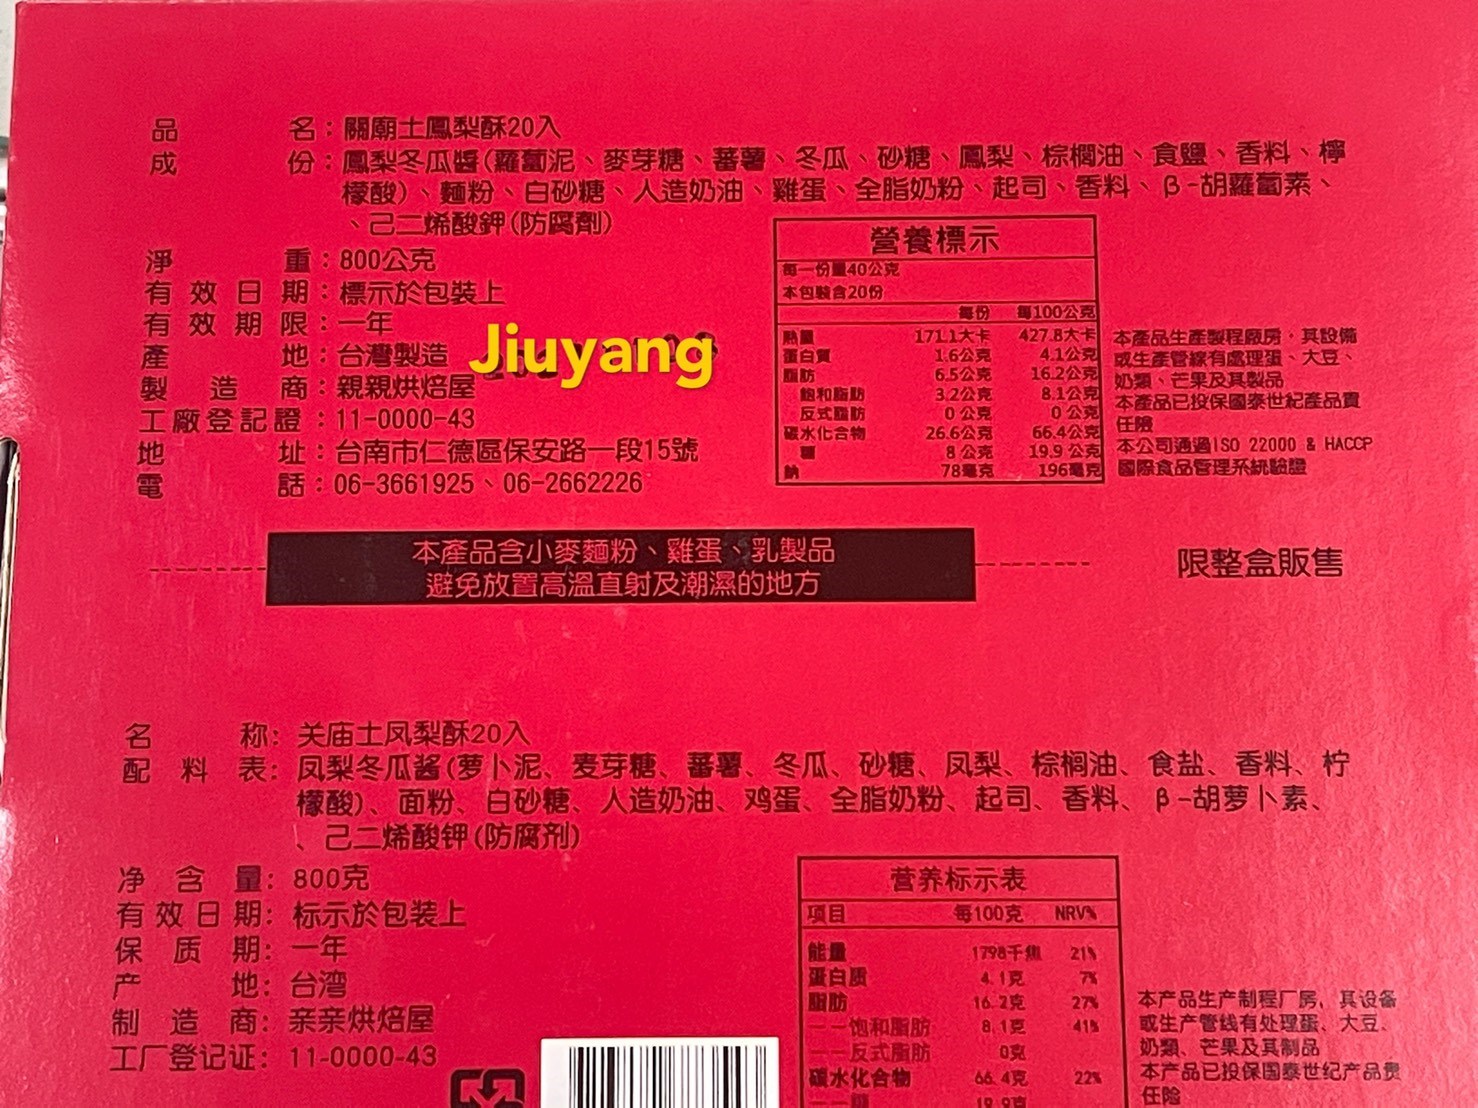 品名：關廟土鳳梨酥20入
成份：鳳梨冬瓜醬(蘿蔔泥、麥芽糖、蕃薯、冬瓜、砂糖、鳳梨、棕櫚油、食鹽、香料、檸
檬酸)、麵粉、白砂糖、人造奶油、雞蛋、全脂奶粉、起司、香料、β-胡蘿蔔素、
、己二烯酸鉀(防腐劑)
淨重：800公克
有效日期：標示於包裝上
有效期限：一年
產地：台灣製造
製造商：親親烘焙屋
工廠登記證：11-0000-43
地址：台南市仁德區保安路一段15號
電話：06-3661925、06-2662226
Jiuyang
營養標示
每一份量40公克
本包裝含20份
每份 每100公克
熱量 171.1大卡 427.8大卡
蛋白質 1.6公克 4.1公克
脂肪 6.5公克 16.2公克
飽和脂肪 3.2公克 8.1公克
反式脂肪 0公克 0公克
碳水化合物 26.6公克 66.4公克
糖 8公克 19.9公克
鈉 78毫克 196毫克
本產品生產製程廠房，其設備
或生產管線有處理蛋、大豆、
奶類、芒果及其製品
本產品已投保國泰世紀產品責
任險
本公司通過ISO 22000 & HACCP
國際食品管理系統驗證
本產品含小麥麵粉、雞蛋、乳製品
避免放置高溫直射及潮濕的地方
限整盒販售
名称：关庙土凤梨酥20入
配料表：凤梨冬瓜酱(萝卜泥、麦芽糖、蕃薯、冬瓜、砂糖、凤梨、棕榈油、食盐、香料、柠
檬酸)、面粉、白砂糖、人造奶油、鸡蛋、全脂奶粉、起司、香料、β-胡萝卜素、
、己二烯酸钾(防腐剂)
净含量：800克
有效日期：标示於包装上
保质期：一年
产地：台湾
制造商：亲亲烘焙屋
工厂登记证：11-0000-43
营养标示表
项目 每100克 NRV%
能量 1798千焦 21%
蛋白质 4.1克 7%
脂肪 16.2克 27%
——饱和脂肪 8.1克 41%
——反式脂肪 0克
碳水化合物 66.4克 22%
——糖 19.9克
本产品生产制程厂房，其设备
或生产管线有处理蛋、大豆、
奶類、芒果及其制品
本产品已投保国泰世纪产品责
任险